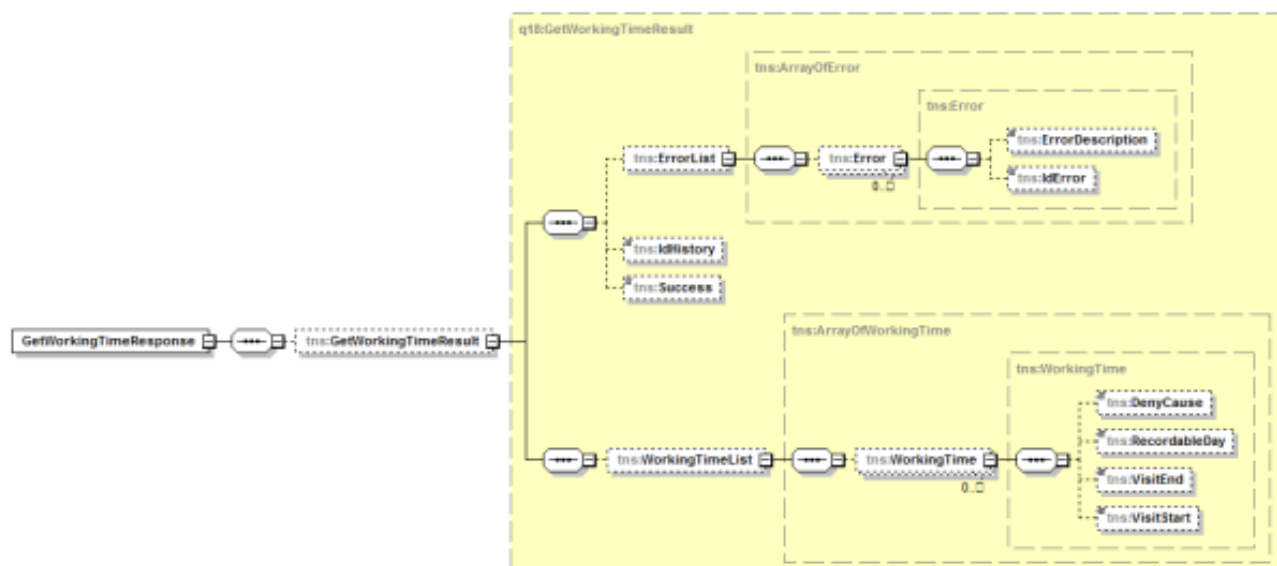 q18:GetWorkingTimeResult
tns:ArrayOfError
tns:Error
tns:ErrorDescription
tns:ErrorList
tns:Error
tns:IdError
0..
tns:IdHistory
tns:Success
tns:ArrayOfWorkingTime
GetWorkingTimeResponse
tns:GetWorkingTimeResult
tns:WorkingTime
tns:DenyCause
tns:RecordableDay
tns:WorkingTimeList
tns:WorkingTime
tns:VisitEnd
0..
tns:VisitStart